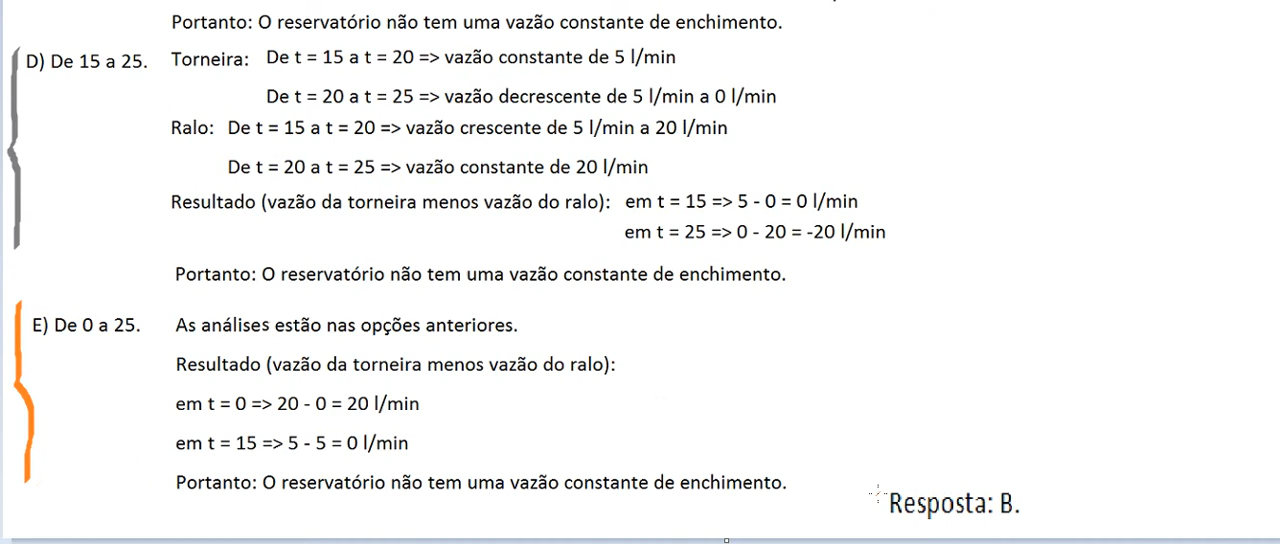 Portanto: O reservatório não tem uma vazão constante de enchimento.
D) De 15 a 25. Torneira: De t = 15 a t = 20 => vazão constante de 5 l/min
De t = 20 a t = 25 => vazão decrescente de 5 l/min a 0 l/min
Ralo: De t = 15 a t = 20 => vazão crescente de 5 l/min a 20 l/min
De t = 20 a t = 25 => vazão constante de 20 l/min
Resultado (vazão da torneira menos vazão do ralo): em t = 15 => 5 - 0 = 0 l/min
em t = 25 => 0 - 20 = -20 l/min
Portanto: O reservatório não tem uma vazão constante de enchimento.
E) De 0 a 25. As análises estão nas opções anteriores.
Resultado (vazão da torneira menos vazão do ralo):
em t = 0 => 20 - 0 = 20 l/min
em t = 15 => 5 - 5 = 0 l/min
Portanto: O reservatório não tem uma vazão constante de enchimento.
Resposta: B.